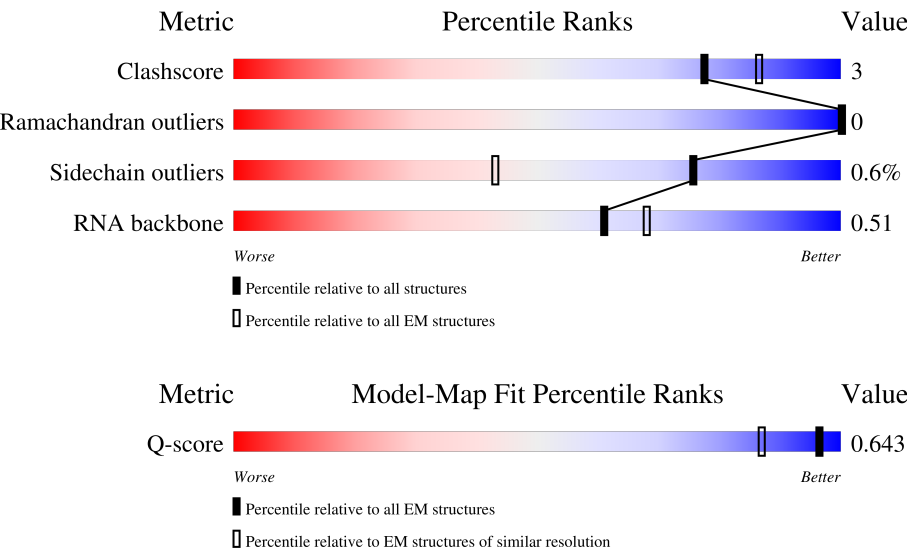 Metric Percentile Ranks Value
Clashscore 3
Ramachandran outliers 0
Sidechain outliers 0.6%
RNA backbone 0.51
Worse Better
Percentile relative to all structures
Percentile relative to all EM structures
Metric Model-Map Fit Percentile Ranks Value
Q-score 0.643
Worse Better
Percentile relative to all EM structures
Percentile relative to EM structures of similar resolution